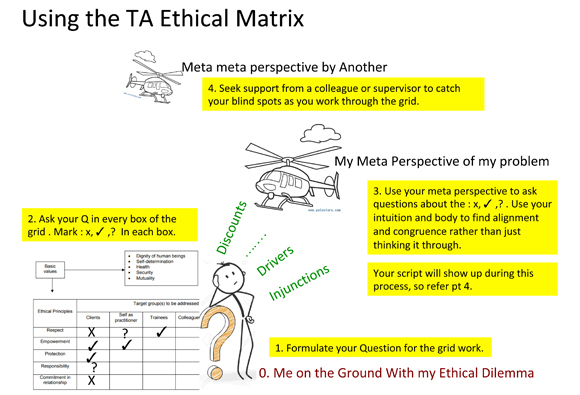 Using the TA Ethical Matrix
Meta meta perspective by Another
4. Seek support from a colleague or supervisor to catch
your blind spots as you work through the grid.
My Meta Perspective of my problem
3. Use your meta perspective to ask
questions about the : x, ✓ ,? . Use your
intuition and body to find alignment
and congruence rather than just
thinking it through.
Your script will show up during this
process, so refer pt 4.
2. Ask your Q in every box of the
grid . Mark : x, ✓ ,? In each box.
Discounts
.......
Drivers
Injunctions
Basic
values
• Dignity of human beings
• Self-determination
• Health
• Security
• Mutuality
Ethical Principles
Target group(s) to be addressed
Clients
Self as
practitioner
Trainees
Colleague
Respect X ? ✓
Empowerment ✓ ✓
Protection ✓
Responsibility ?
Commitment in
relationship X
?
1. Formulate your Question for the grid work.
0. Me on the Ground With my Ethical Dilemma